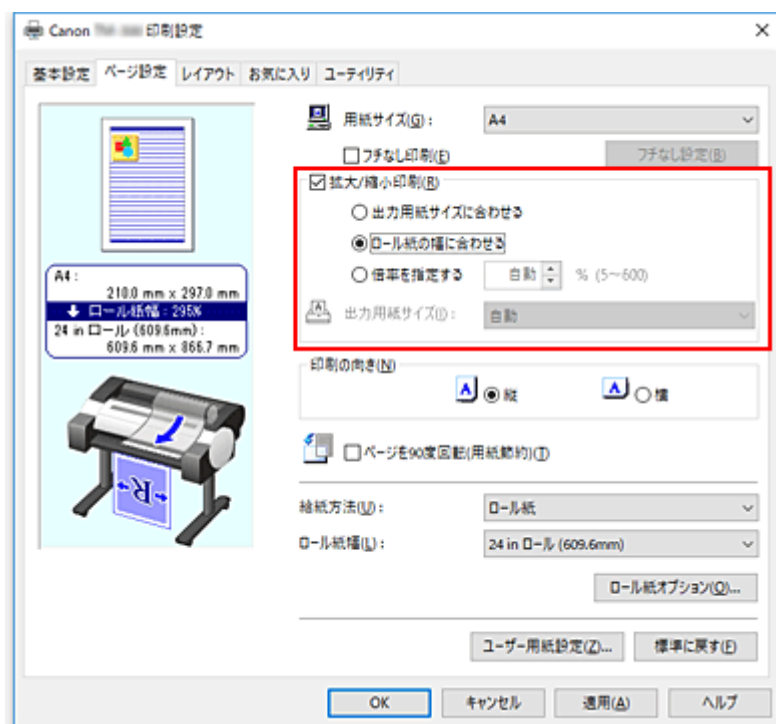 Canon 印刷設定
基本設定 ページ設定 レイアウト お気に入り ユーティリティ
用紙サイズ(G): A4
フチなし印刷(E) フチなし設定(B)
拡大/縮小印刷(R)
出力用紙サイズに合わせる
ロール紙の幅に合わせる
倍率を指定する 自動 % (5～600)
出力用紙サイズ(I): 自動
A4:
210.0 mm x 297.0 mm
ロール紙幅: 295%
24 in ロール (609.6mm):
609.6 mm x 866.7 mm
R
印刷の向き(N)
A 縦 A 横
ページを90度回転(用紙節約)(T)
給紙方法(U): ロール紙
ロール紙幅(L): 24 in ロール (609.6mm)
ロール紙オプション(O)...
ユーザー用紙設定(Z)... 標準に戻す(F)
OK キャンセル 適用(A) ヘルプ